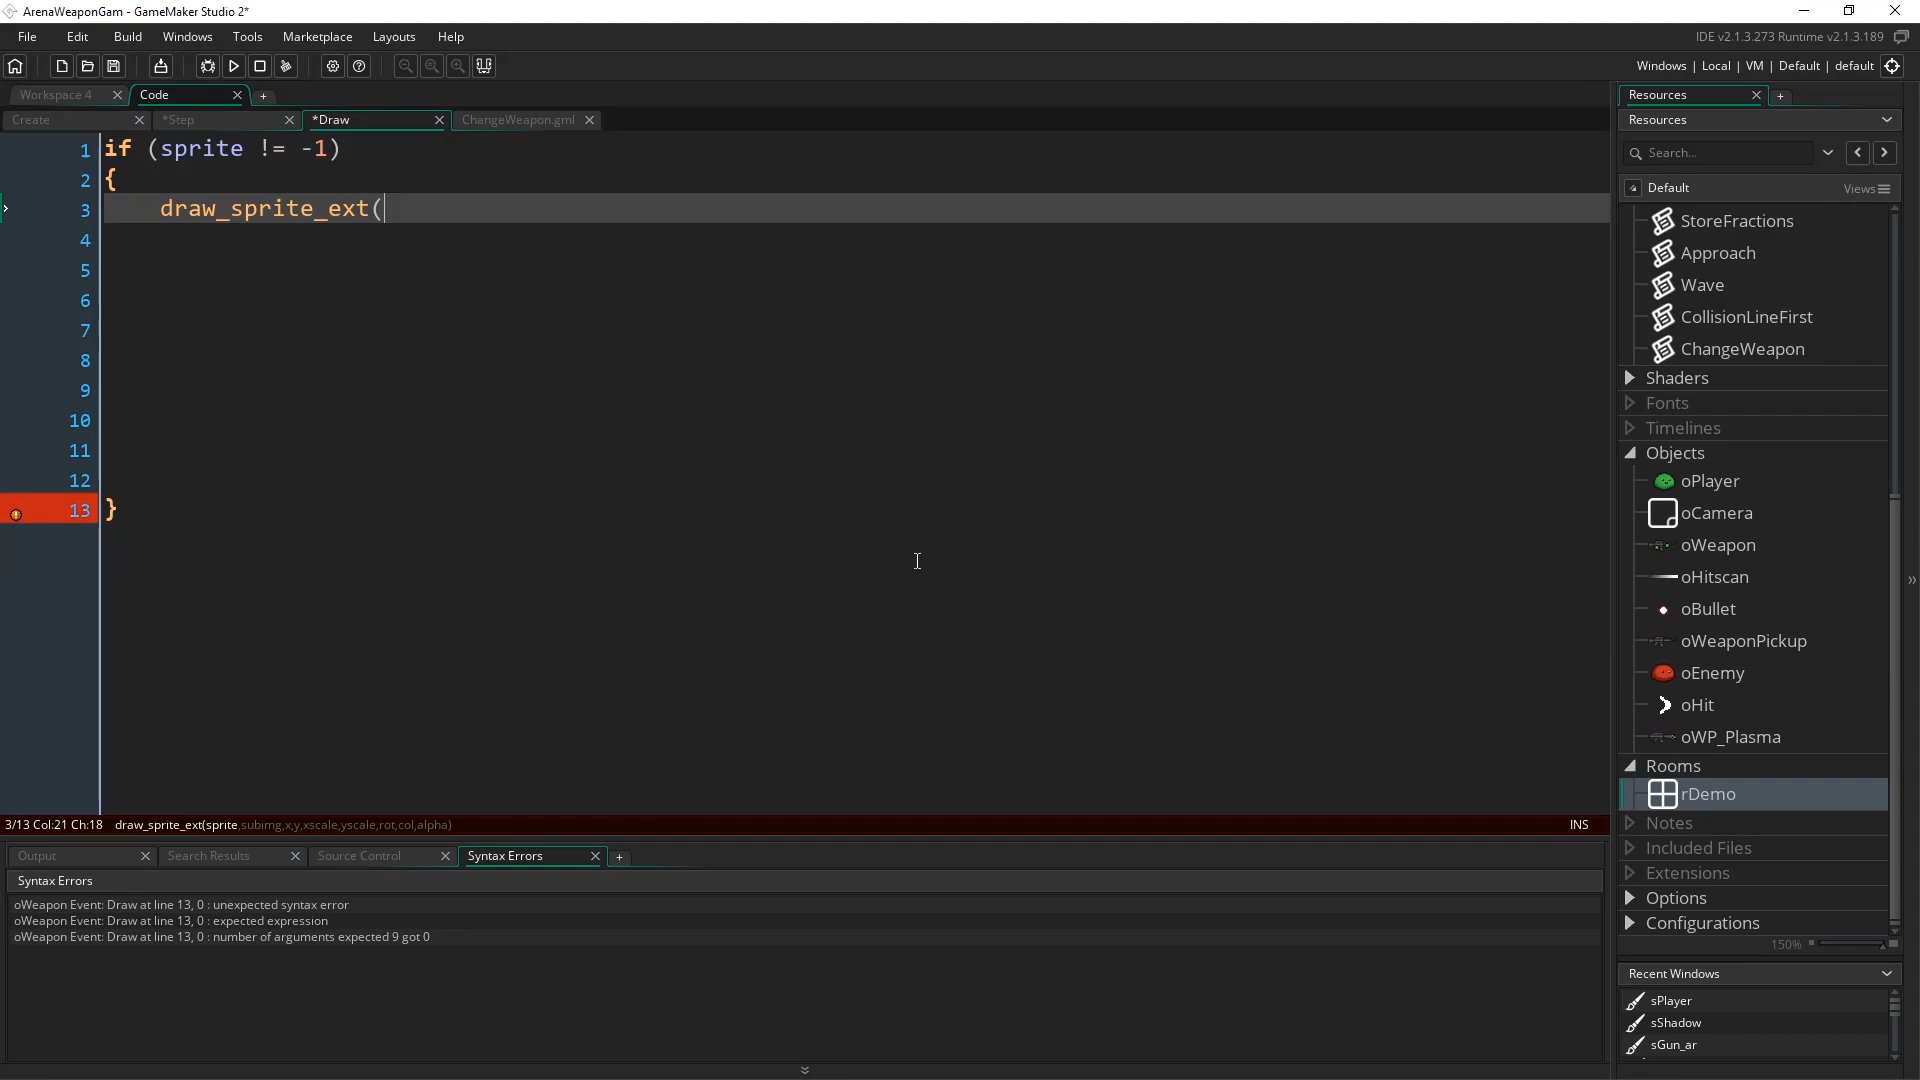 ArenaWeaponGam - GameMaker Studio 2*
File Edit Build Windows Tools Marketplace Layouts Help
IDE v2.1.3.273 Runtime v2.1.3.189
Windows | Local | VM | Default | default
Workspace 4
Code
Create
*Step
*Draw
ChangeWeapon.gml
1 if (sprite != -1)
2 {
3 draw_sprite_ext(
4
5
6
7
8
9
10
11
12
13 }
3/13 Col:21 Ch:18 draw_sprite_ext(sprite,subimg,x,y,xscale,yscale,rot,col,alpha)
INS
Output
Search Results
Source Control
Syntax Errors
Syntax Errors
oWeapon Event: Draw at line 13, 0 : unexpected syntax error
oWeapon Event: Draw at line 13, 0 : expected expression
oWeapon Event: Draw at line 13, 0 : number of arguments expected 9 got 0
Resources
Resources
Search...
Default
Views
StoreFractions
Approach
Wave
CollisionLineFirst
ChangeWeapon
Shaders
Fonts
Timelines
Objects
oPlayer
oCamera
oWeapon
oHitscan
oBullet
oWeaponPickup
oEnemy
oHit
oWP_Plasma
Rooms
rDemo
Notes
Included Files
Extensions
Options
Configurations
150%
Recent Windows
sPlayer
sShadow
sGun_ar